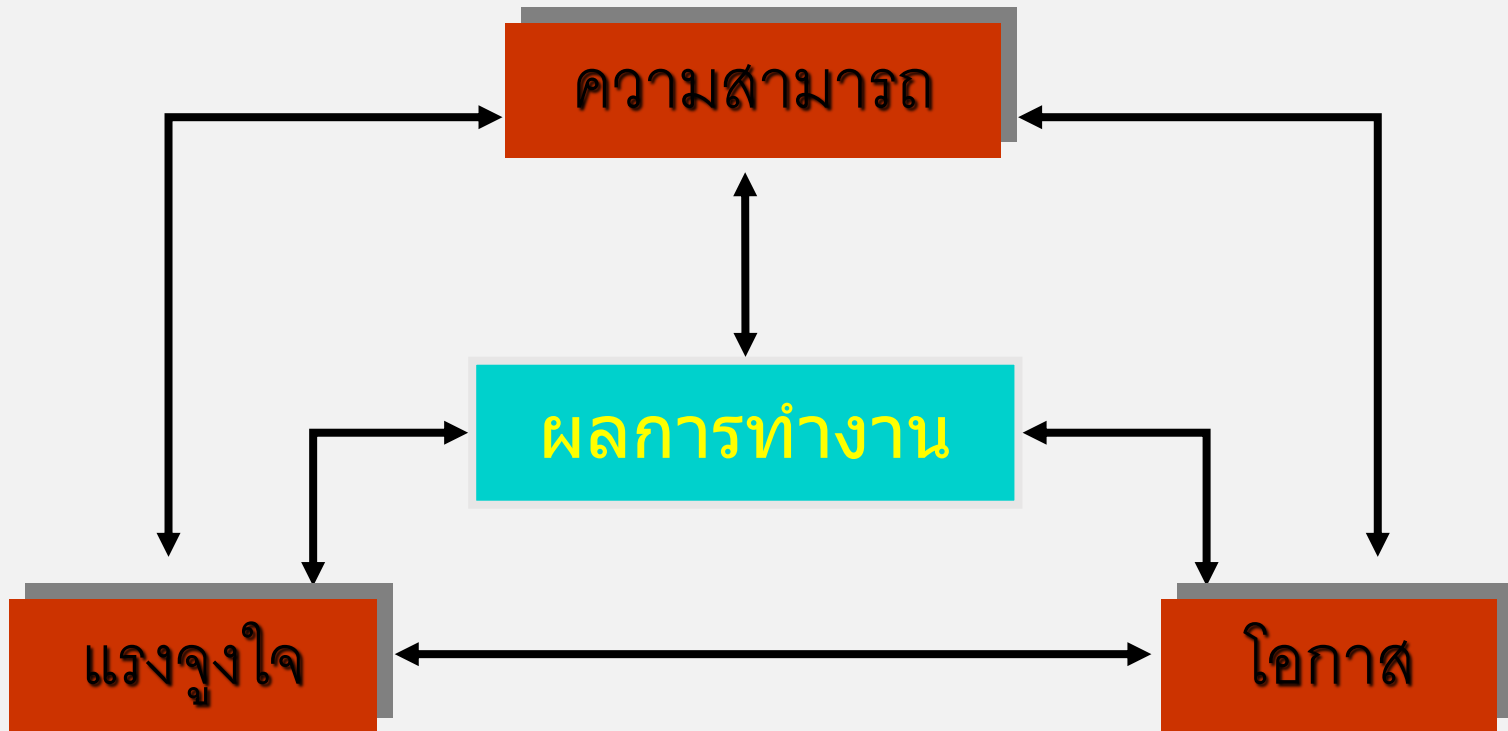 ความสามารถ
ผลการทำงาน
แรงจูงใจ
โอกาส